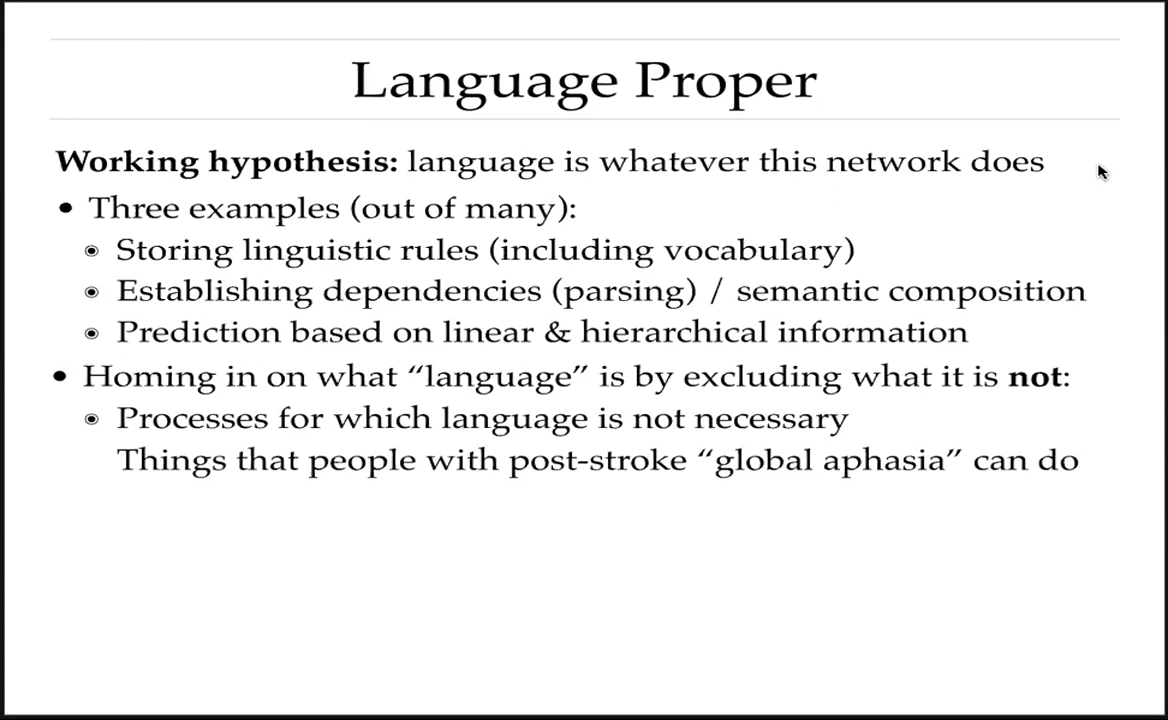 Language Proper
Working hypothesis: language is whatever this network does
• Three examples (out of many):
◉ Storing linguistic rules (including vocabulary)
◉ Establishing dependencies (parsing) / semantic composition
◉ Prediction based on linear & hierarchical information
• Homing in on what “language” is by excluding what it is not:
◉ Processes for which language is not necessary
Things that people with post-stroke “global aphasia” can do